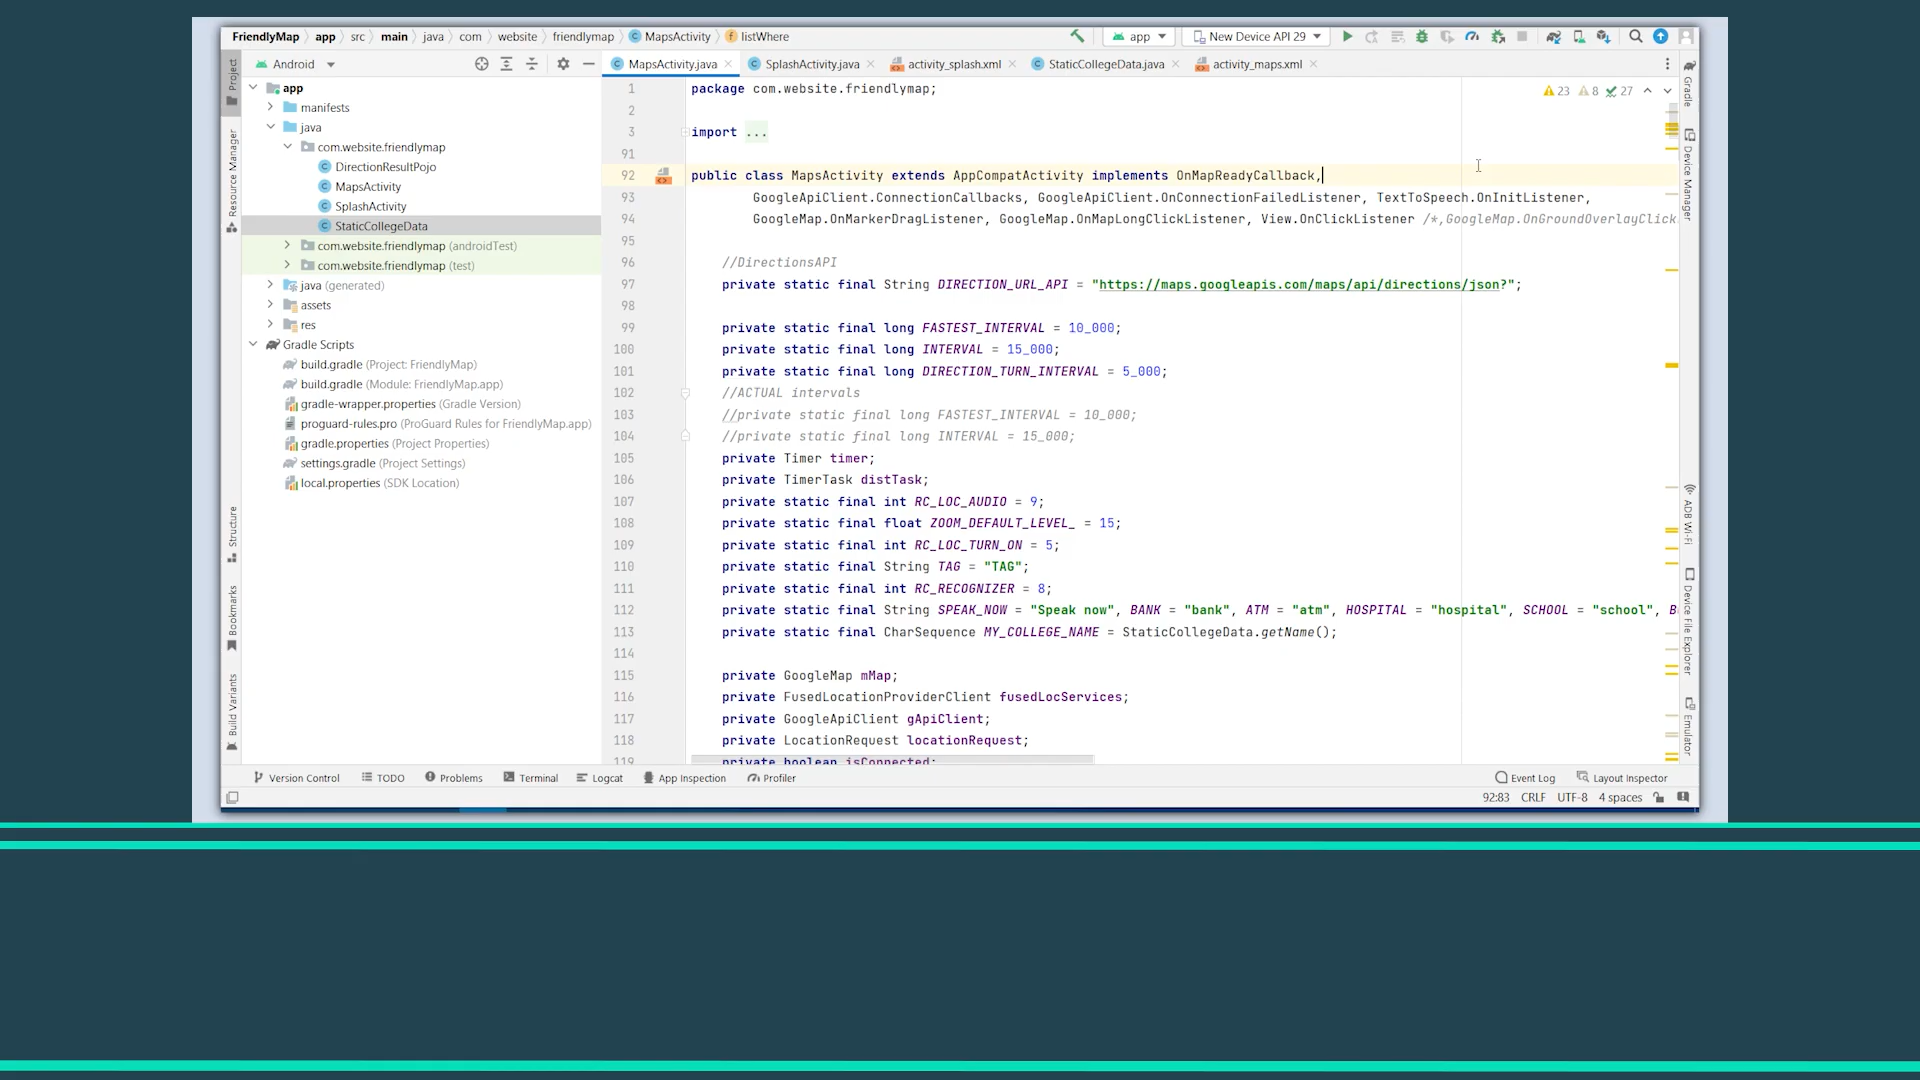 FriendlyMap app src main java com website friendlymap MapsActivity listWhere app New Device API 29
Android
MapsActivity.java SplashActivity.java activity_splash.xml StaticCollegeData.java activity_maps.xml
Project
Resource Manager
Structure
Bookmarks
Build Variants
app
manifests
java
com.website.friendlymap
DirectionResultPojo
MapsActivity
SplashActivity
StaticCollegeData
com.website.friendlymap (androidTest)
com.website.friendlymap (test)
java (generated)
assets
res
Gradle Scripts
build.gradle (Project: FriendlyMap)
build.gradle (Module: FriendlyMap.app)
gradle-wrapper.properties (Gradle Version)
proguard-rules.pro (ProGuard Rules for FriendlyMap.app)
gradle.properties (Project Properties)
settings.gradle (Project Settings)
local.properties (SDK Location)
23 8 27
1 package com.website.friendlymap;
2
3 import ...
91
92 public class MapsActivity extends AppCompatActivity implements OnMapReadyCallback,
93 GoogleApiClient.ConnectionCallbacks, GoogleApiClient.OnConnectionFailedListener, TextToSpeech.OnInitListener,
94 GoogleMap.OnMarkerDragListener, GoogleMap.OnMapLongClickListener, View.OnClickListener /*,GoogleMap.OnGroundOverlayClick
95
96 //DirectionsAPI
97 private static final String DIRECTION_URL_API = "https://maps.googleapis.com/maps/api/directions/json?";
98
99 private static final long FASTEST_INTERVAL = 10_000;
100 private static final long INTERVAL = 15_000;
101 private static final long DIRECTION_TURN_INTERVAL = 5_000;
102 //ACTUAL intervals
103 //private static final long FASTEST_INTERVAL = 10_000;
104 //private static final long INTERVAL = 15_000;
105 private Timer timer;
106 private TimerTask distTask;
107 private static final int RC_LOC_AUDIO = 9;
108 private static final float ZOOM_DEFAULT_LEVEL_ = 15;
109 private static final int RC_LOC_TURN_ON = 5;
110 private static final String TAG = "TAG";
111 private static final int RC_RECOGNIZER = 8;
112 private static final String SPEAK_NOW = "Speak now", BANK = "bank", ATM = "atm", HOSPITAL = "hospital", SCHOOL = "school", B
113 private static final CharSequence MY_COLLEGE_NAME = StaticCollegeData.getName();
114
115 private GoogleMap mMap;
116 private FusedLocationProviderClient fusedLocServices;
117 private GoogleApiClient gApiClient;
118 private LocationRequest locationRequest;
119 private boolean isConnected;
Gradle
Device Manager
ADB Wi-Fi
Device File Explorer
Emulator
Version Control TODO Problems Terminal Logcat App Inspection Profiler Event Log Layout Inspector
92:83 CRLF UTF-8 4 spaces